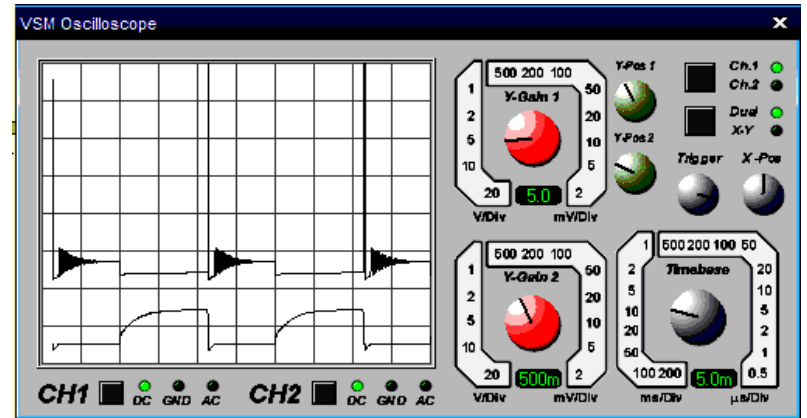 VSM Oscilloscope
500 200 100
1
Y-Gain 1
50
2
20
5
10
10
5
20
5.0
2
V/Div
mV/Div
Y-Pos 1
Y-Pos 2
Ch.1
Ch.2
Dual
X-Y
Trigger
X-Pos
500 200 100
1
Y-Gain 2
50
2
20
5
10
10
5
20
500m
2
V/Div
mV/Div
1
500 200 100 50
2
Timebase
20
5
10
10
5
20
2
50
1
100 200
5.0m
0.5
ms/Div
µs/Div
CH1
DC
GND
AC
CH2
DC
GND
AC